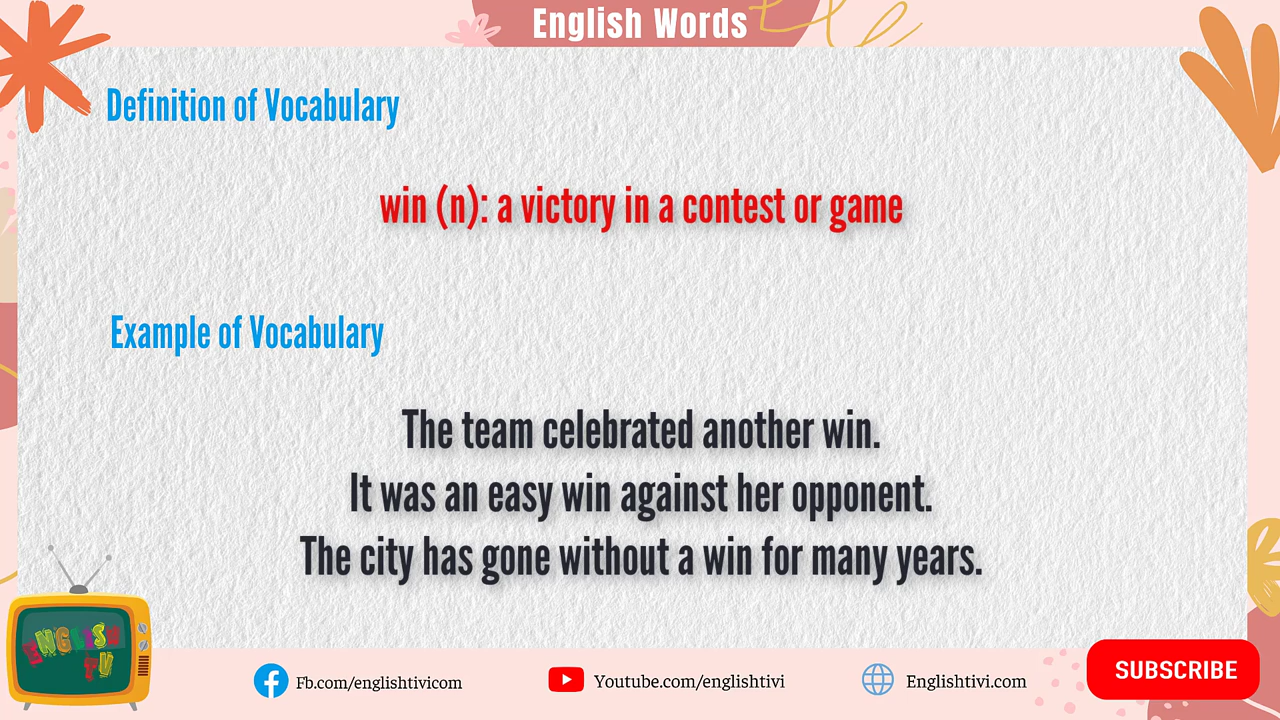 English Words
Definition of Vocabulary
win (n): a victory in a contest or game
Example of Vocabulary
The team celebrated another win.
It was an easy win against her opponent.
The city has gone without a win for many years.
ENGLISH
TV
Fb.com/englishtivicom
Youtube.com/englishtivi
Englishtivi.com
SUBSCRIBE